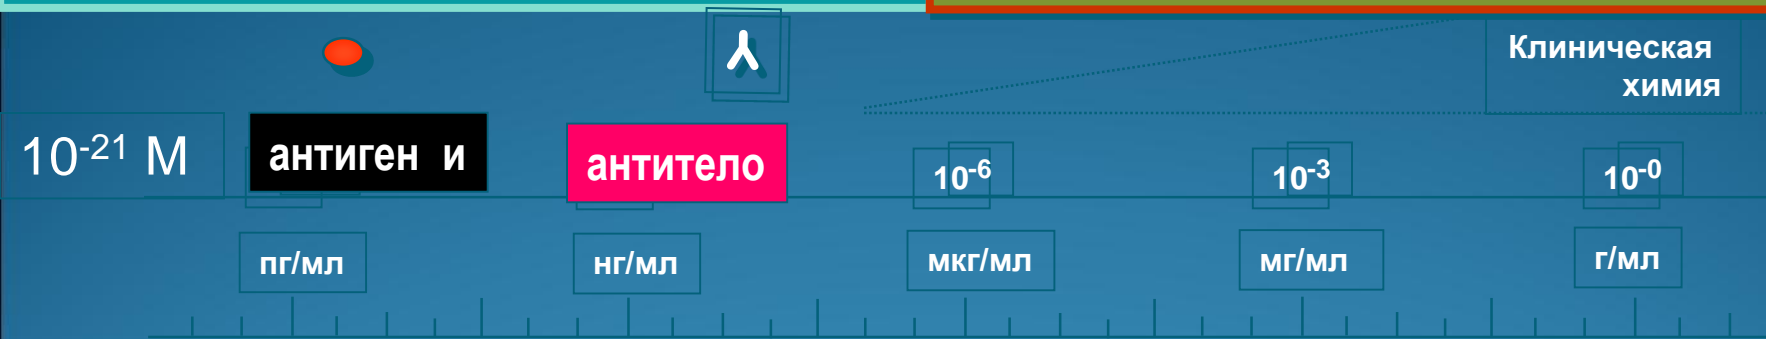 Клиническая
химия
10⁻²¹ М антиген и антитело 10⁻⁶ 10⁻³ 10⁻⁰
пг/мл нг/мл мкг/мл мг/мл г/мл